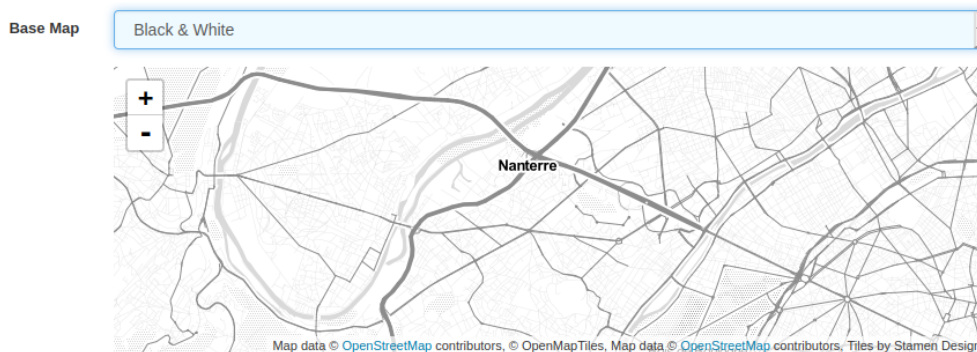 Base Map
Black & White
+
-
Nanterre
Map data © OpenStreetMap contributors, © OpenMapTiles, Map data © OpenStreetMap contributors, Tiles by Stamen Design